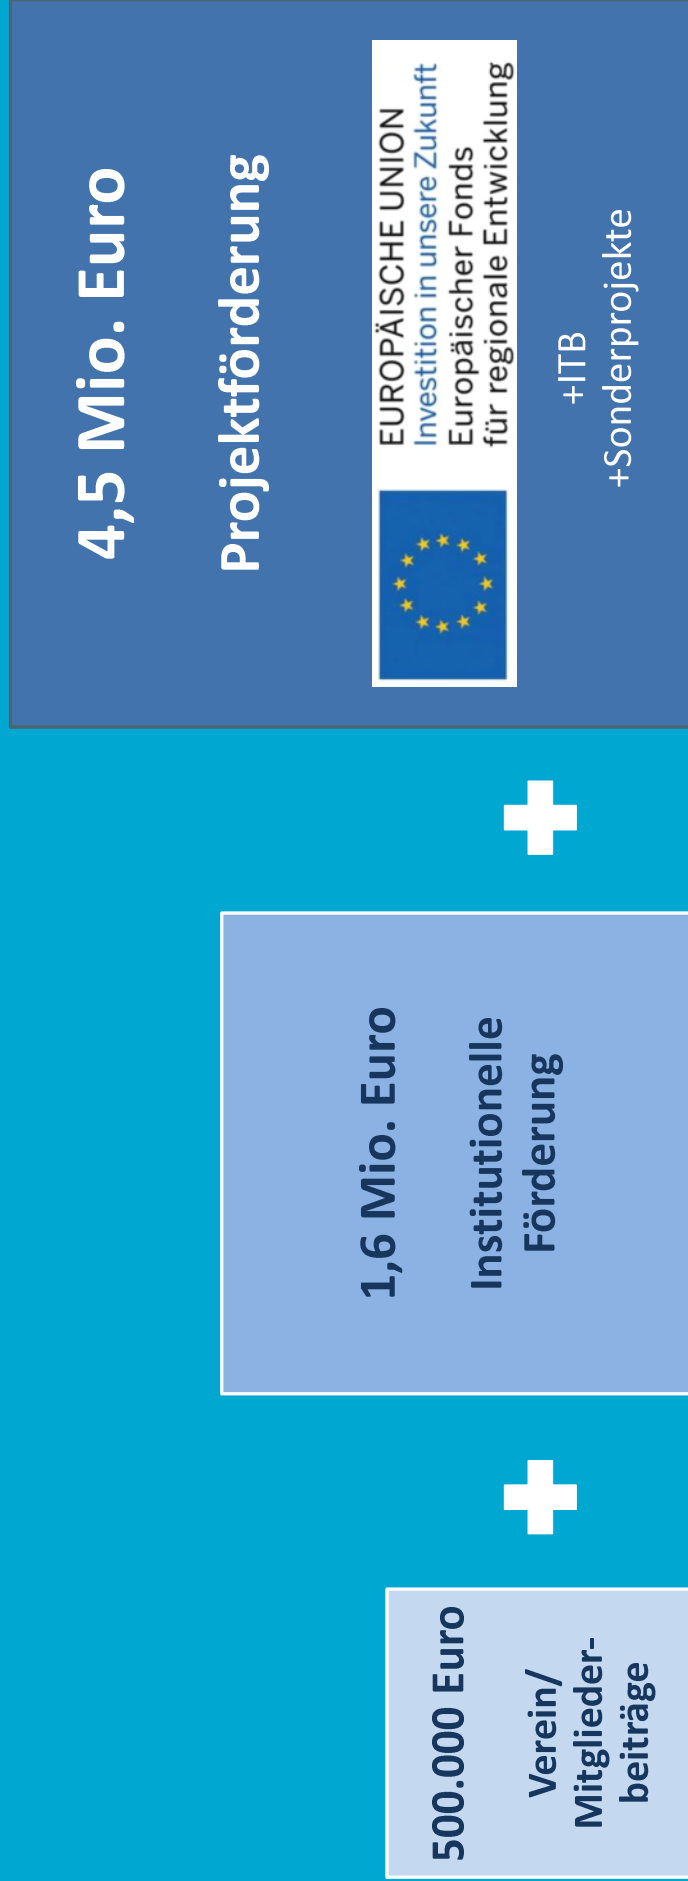 500.000 Euro
Verein/
Mitglieder-
beiträge
1,6 Mio. Euro
Institutionelle
Förderung
4,5 Mio. Euro
Projektförderung
EUROPÄISCHE UNION
Investition in unsere Zukunft
Europäischer Fonds
für regionale Entwicklung
+ITB
+Sonderprojekte